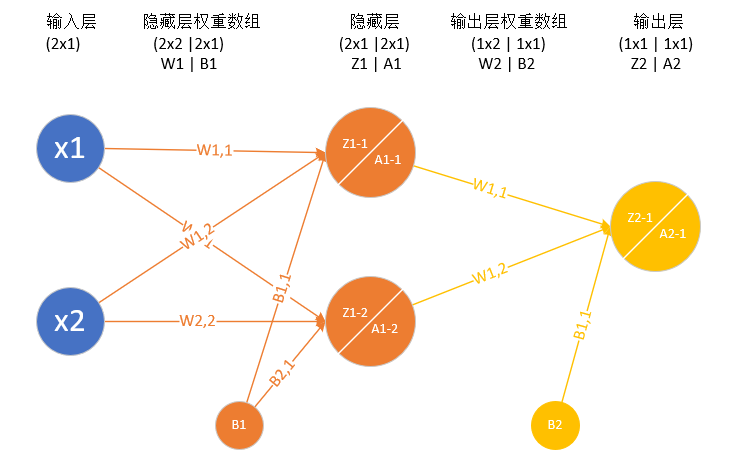 输入层
(2x1)
隐藏层权重数组
(2x2 |2x1)
W1 | B1
隐藏层
(2x1 |2x1)
Z1 | A1
输出层权重数组
(1x2 | 1x1)
W2 | B2
输出层
(1x1 | 1x1)
Z2 | A2
x1
W1,1
Z1-1
A1-1
W1,1
W1,2
Z2-1
A2-1
x2
W2,2
B1,1
Z1-2
A1-2
W1,2
B2,1
B1,1
B1
B2